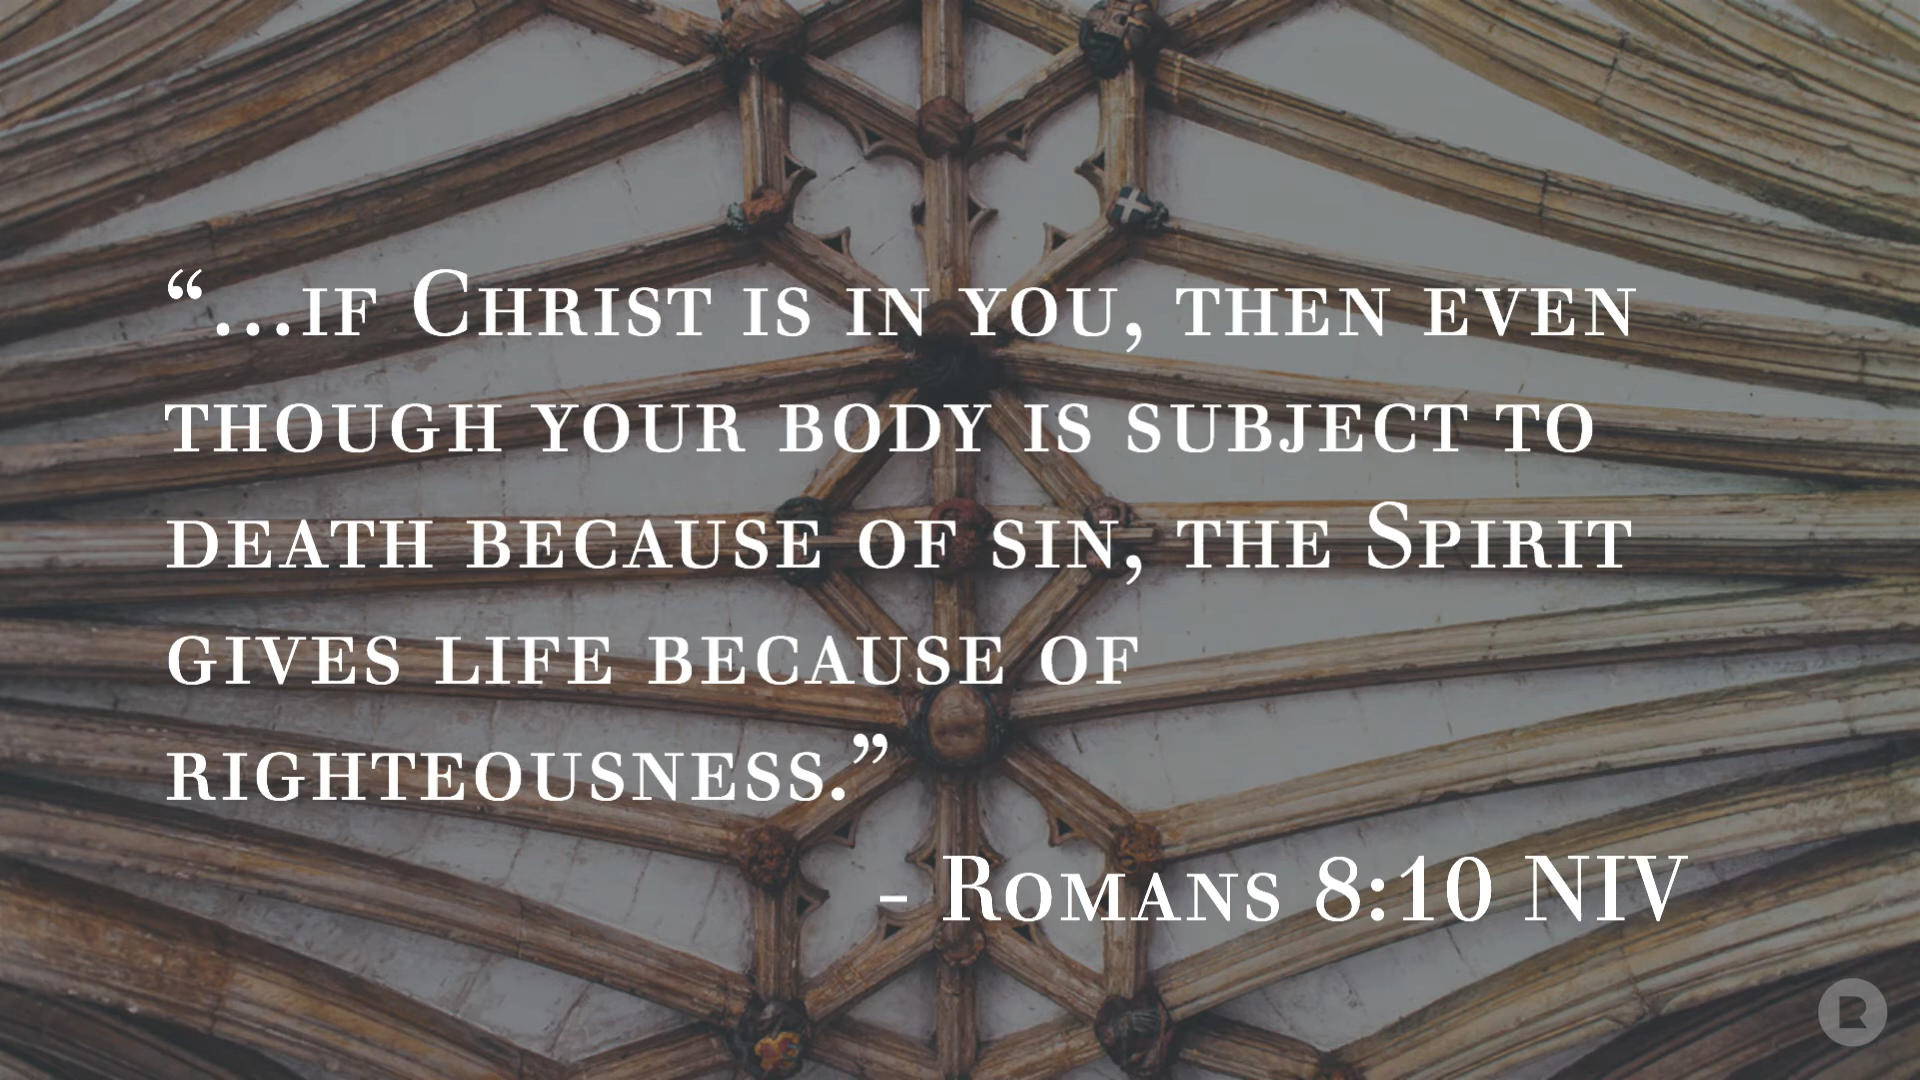 “...if Christ is in you, then even
though your body is subject to
death because of sin, the Spirit
gives life because of
righteousness.”
– Romans 8:10 NIV